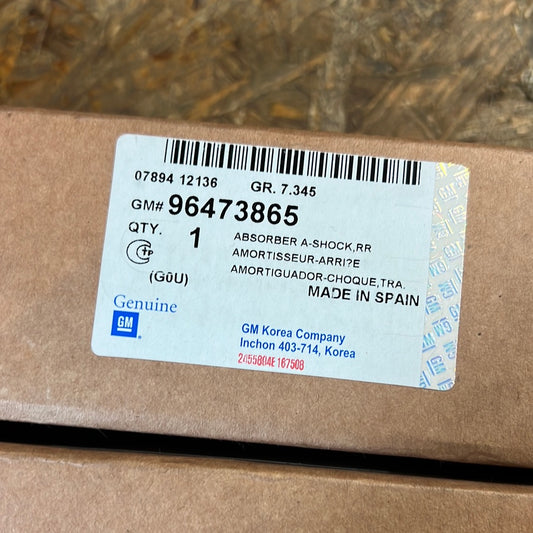 07894 12136 GR. 7.345
GM# 96473865
QTY. 1
ABSORBER A-SHOCK,RR
AMORTISSEUR-ARRI?E
AMORTIGUADOR-CHOQUE,TRA.
MADE IN SPAIN
(G0U)
Genuine
GM
GM Korea Company
Inchon 403-714, Korea
2455804E167508